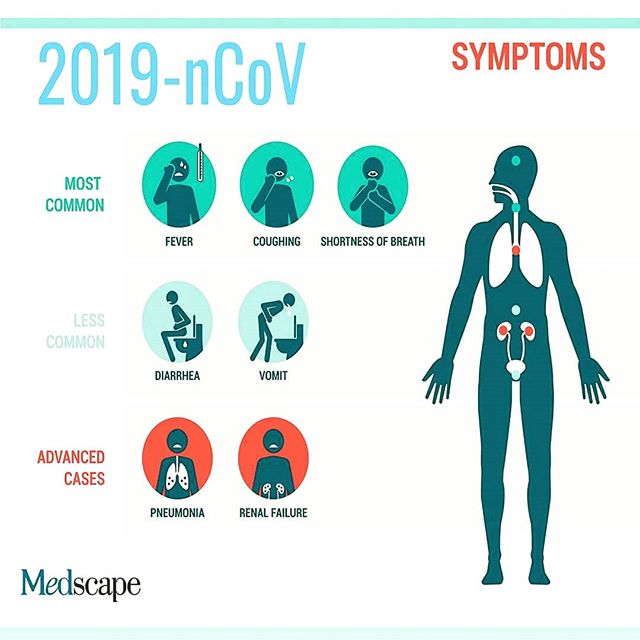 2019-nCoV
SYMPTOMS
MOST
COMMON
FEVER
COUGHING
SHORTNESS OF BREATH
LESS
COMMON
DIARRHEA
VOMIT
ADVANCED
CASES
PNEUMONIA
RENAL FAILURE
Medscape